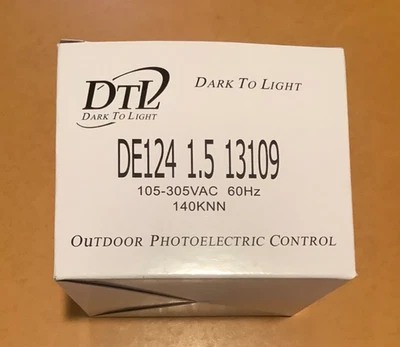 DTL
DARK TO LIGHT
DARK TO LIGHT
DE124 1.5 13109
105-305VAC 60Hz
140KNN
OUTDOOR PHOTOELECTRIC CONTROL